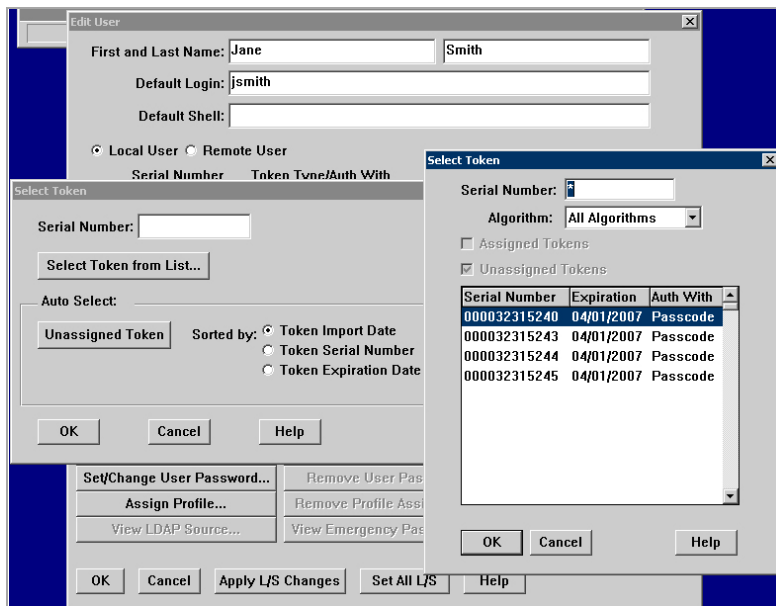 Edit User
First and Last Name: Jane Smith
Default Login: jsmith
Default Shell:
Local User Remote User
Serial Number Token Type/Auth With
Select Token
Serial Number:
Select Token from List...
Auto Select:
Unassigned Token Sorted by: Token Import Date
Token Serial Number
Token Expiration Date
OK Cancel Help
Select Token
Serial Number: *
Algorithm: All Algorithms
Assigned Tokens
Unassigned Tokens
Serial Number Expiration Auth With
000032315240 04/01/2007 Passcode
000032315243 04/01/2007 Passcode
000032315244 04/01/2007 Passcode
000032315245 04/01/2007 Passcode
OK Cancel Help
Set/Change User Password... Remove User Pas
Assign Profile... Remove Profile Assi
View LDAP Source... View Emergency Pas
OK Cancel Apply L/S Changes Set All L/S Help